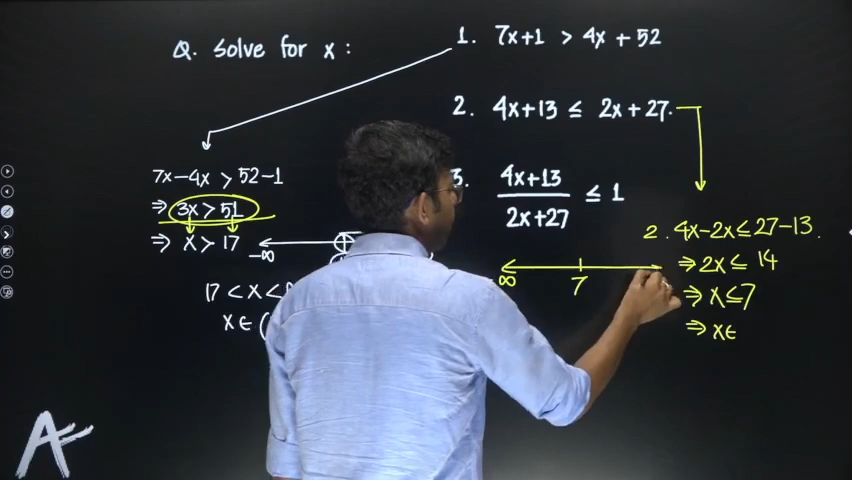 Q. Solve for x :
1. 7x+1 > 4x + 52
2. 4x+13 ≤ 2x+27.
3. 4x+13 / 2x+27 ≤ 1
7x-4x > 52-1
⇒ 3x > 51
⇒ x > 17
-∞
17 < x <
x ∈ (
2. 4x-2x ≤ 27-13.
⇒ 2x ≤ 14
⇒ x ≤ 7
⇒ x ∈
∞ 7